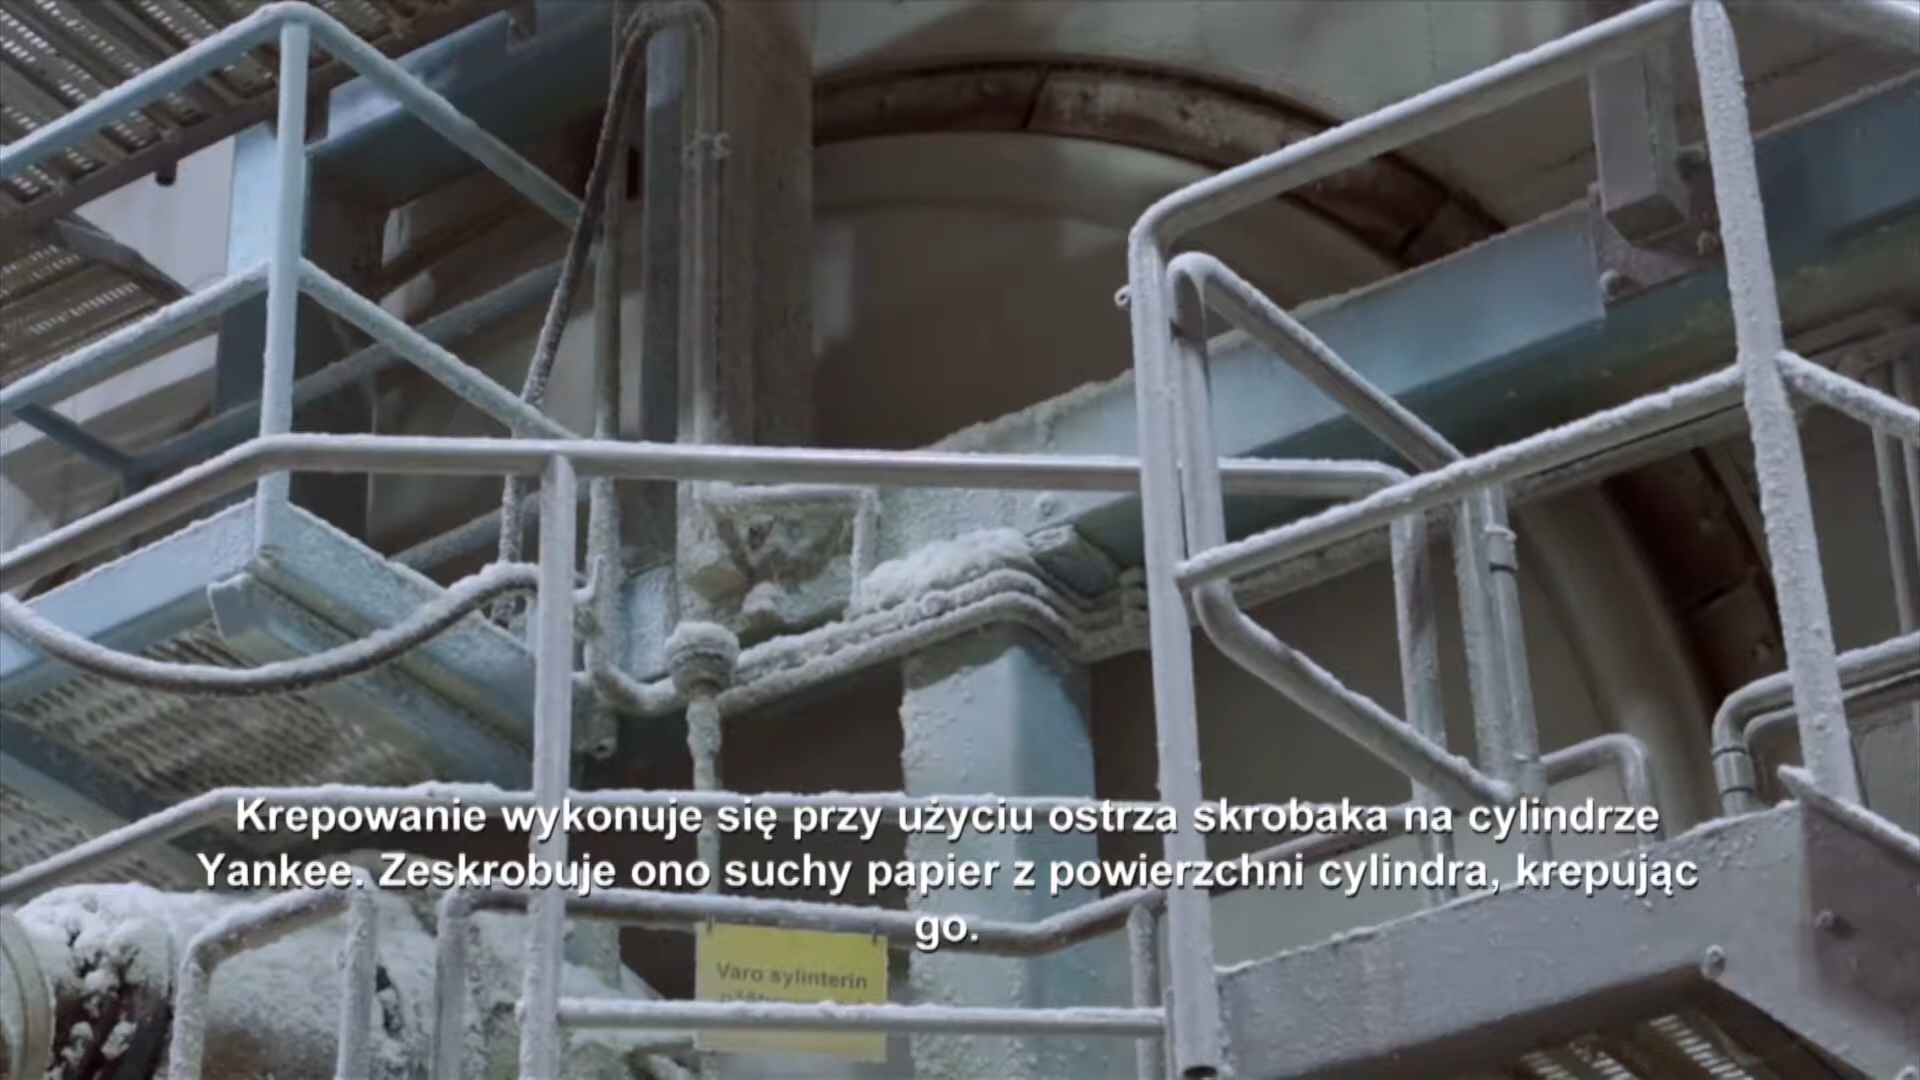 Krepowanie wykonuje się przy użyciu ostrza skrobaka na cylindrze
Yankee. Zeskrobuje ono suchy papier z powierzchni cylindra, krepując
go.
Varo sylinterin